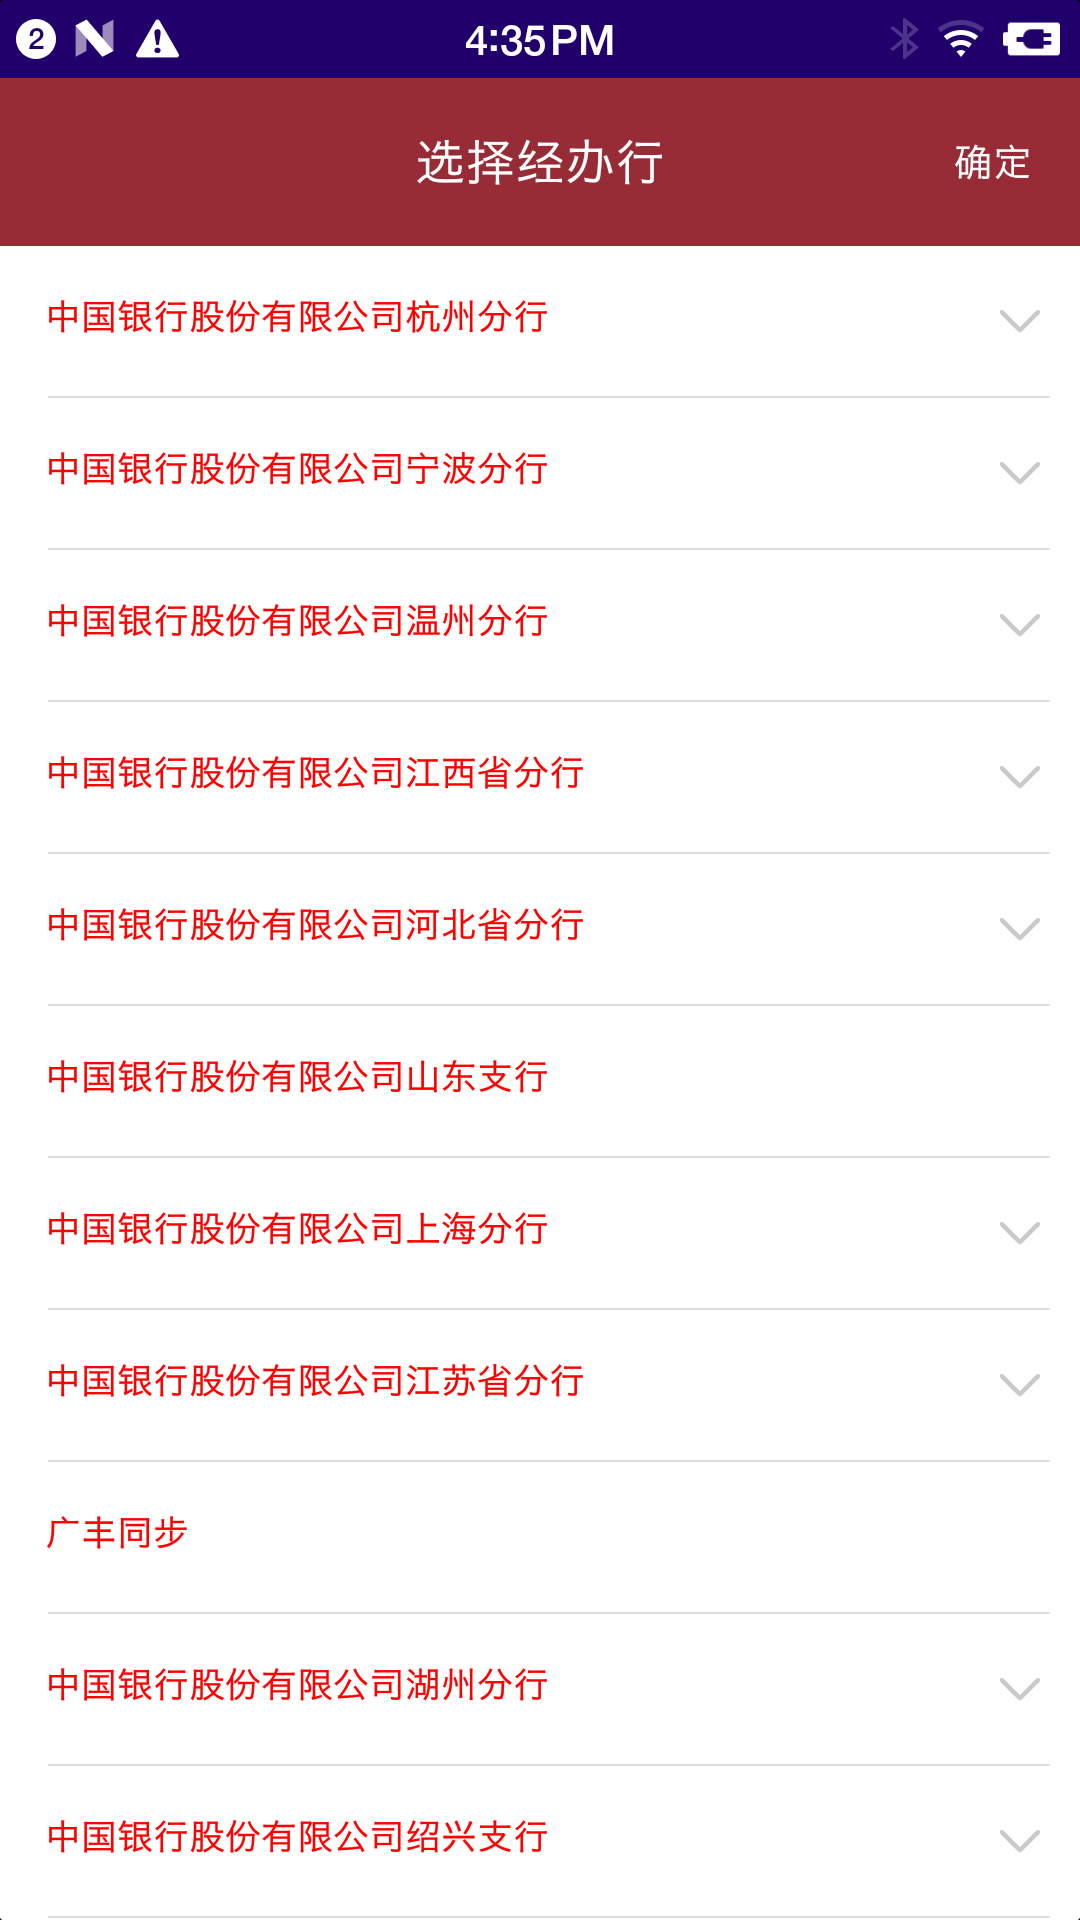 2 4:35 PM
选择经办行 确定
中国银行股份有限公司杭州分行
中国银行股份有限公司宁波分行
中国银行股份有限公司温州分行
中国银行股份有限公司江西省分行
中国银行股份有限公司河北省分行
中国银行股份有限公司山东支行
中国银行股份有限公司上海分行
中国银行股份有限公司江苏省分行
广丰同步
中国银行股份有限公司湖州分行
中国银行股份有限公司绍兴支行